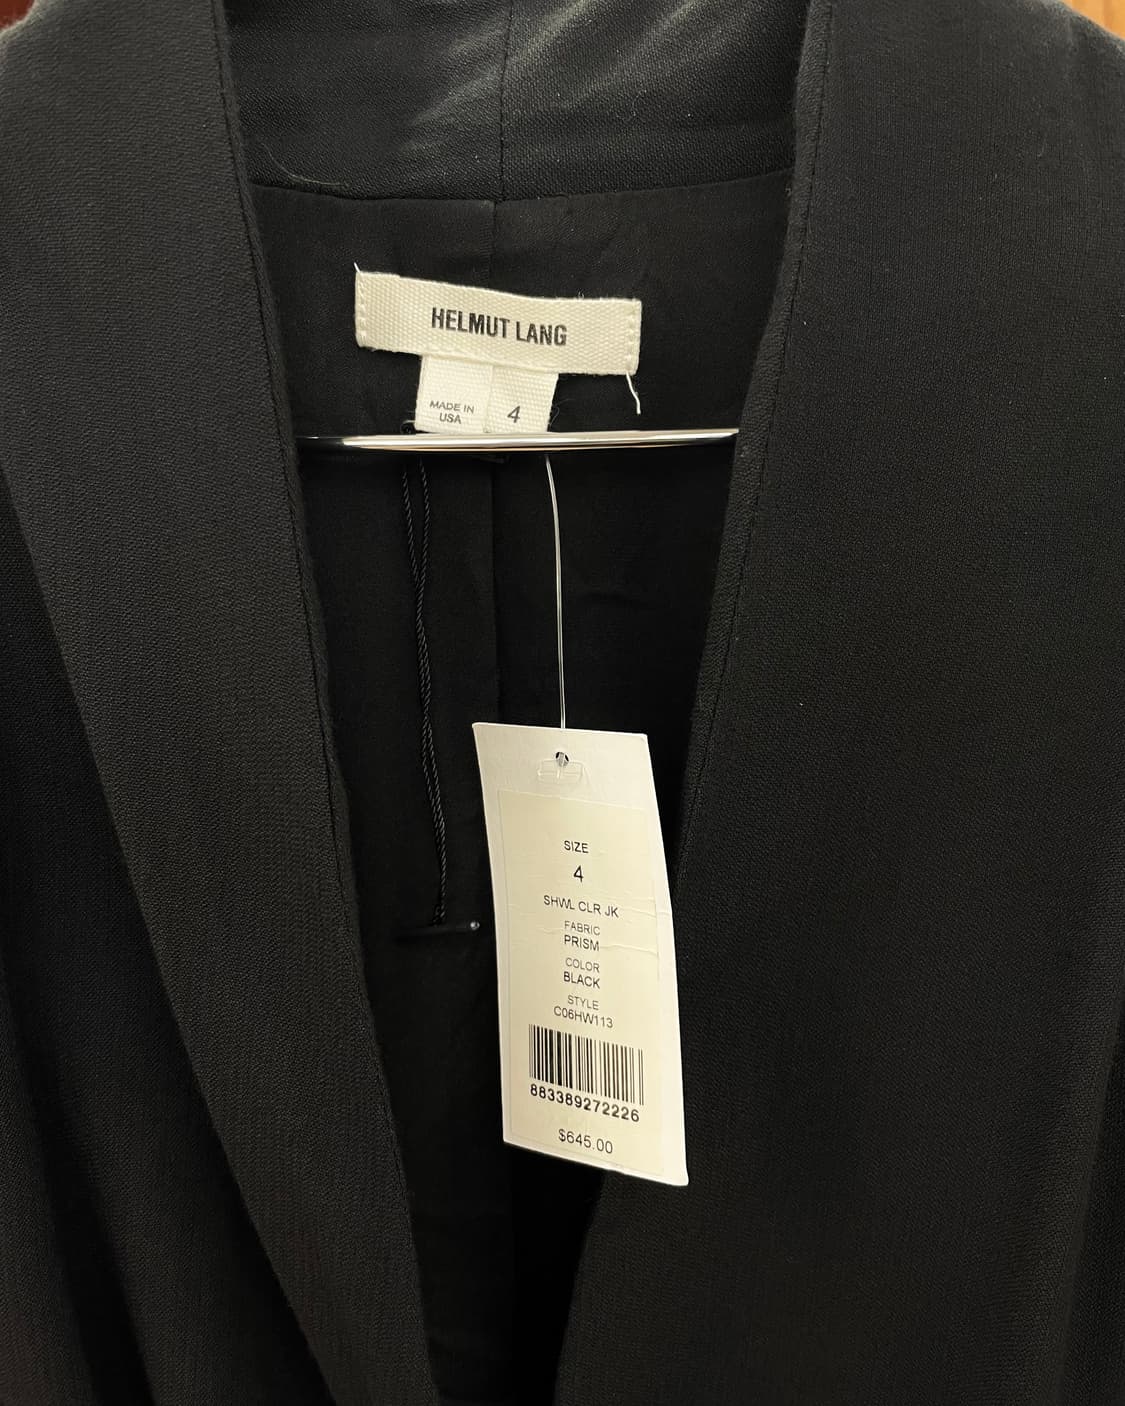 HELMUT LANG
MADE IN
USA
4
SIZE
4
SHWL CLR JK
FABRIC
PRISM
COLOR
BLACK
STYLE
C06HW113
883389272226
$645.00